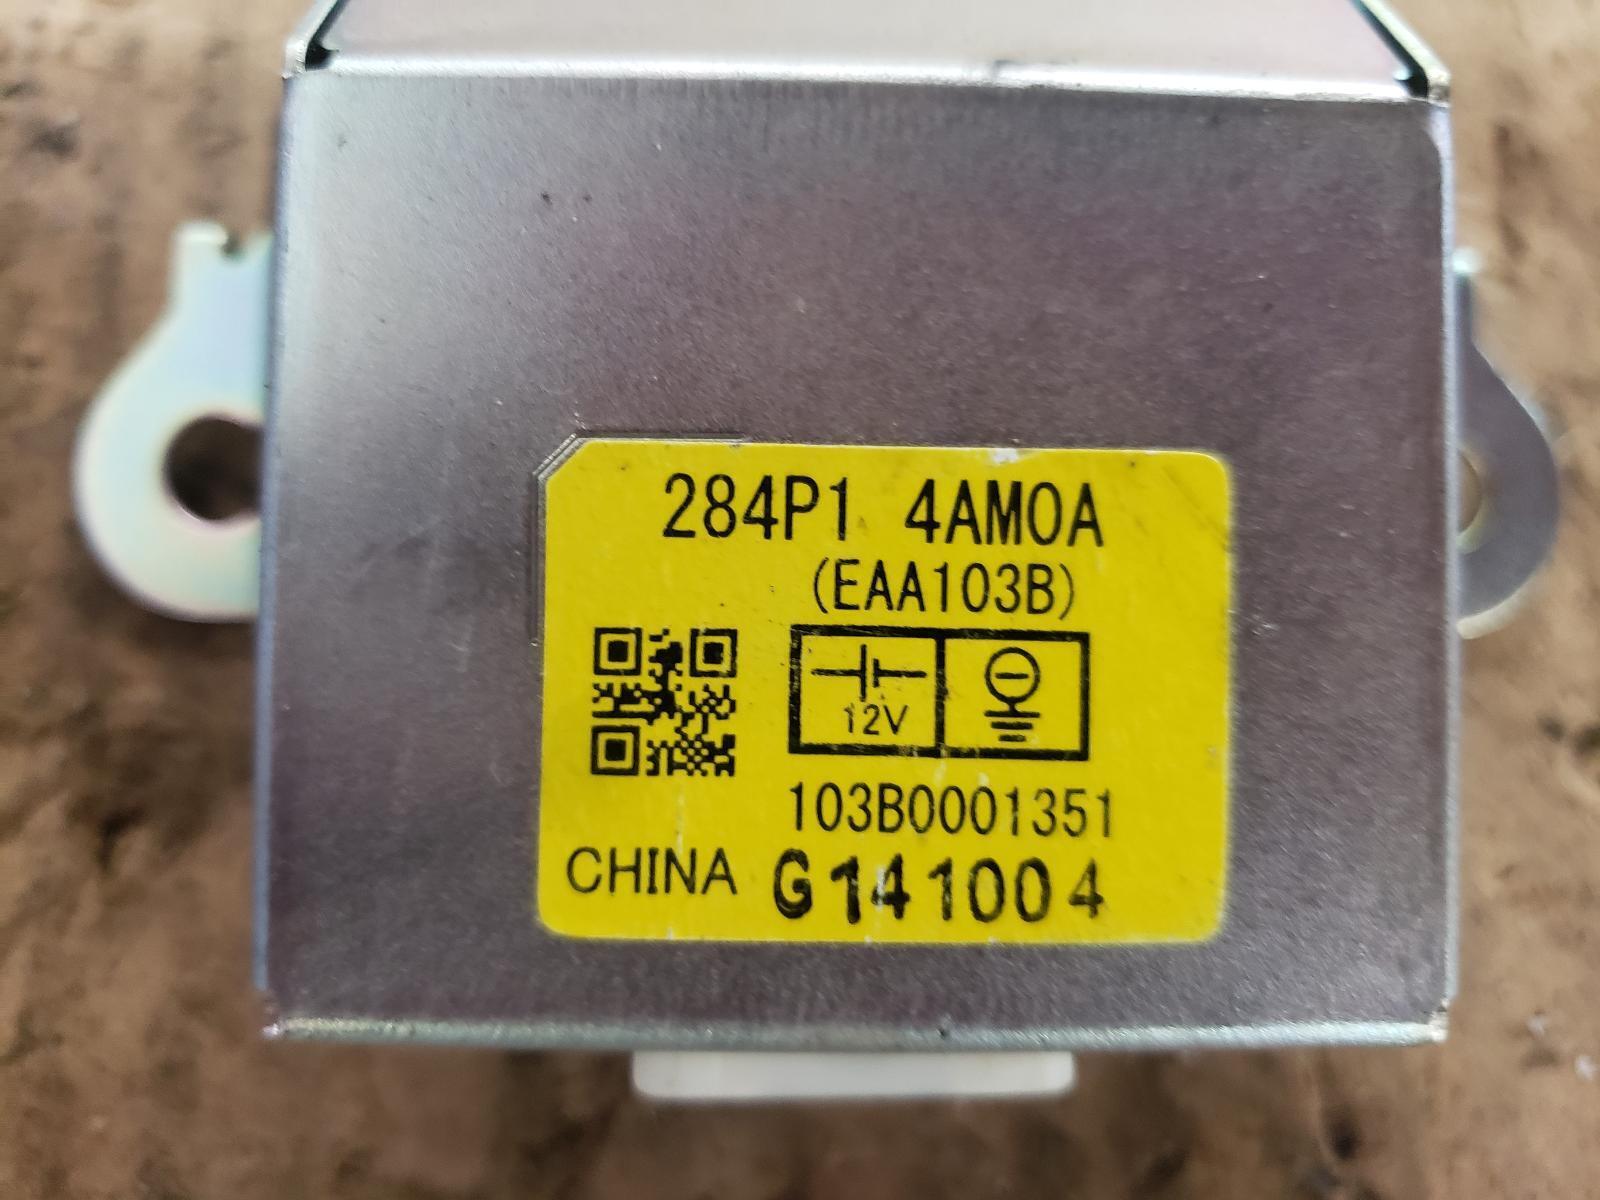 284P1 4AM0A
(EAA103B)
12V
103B0001351
CHINA G141004